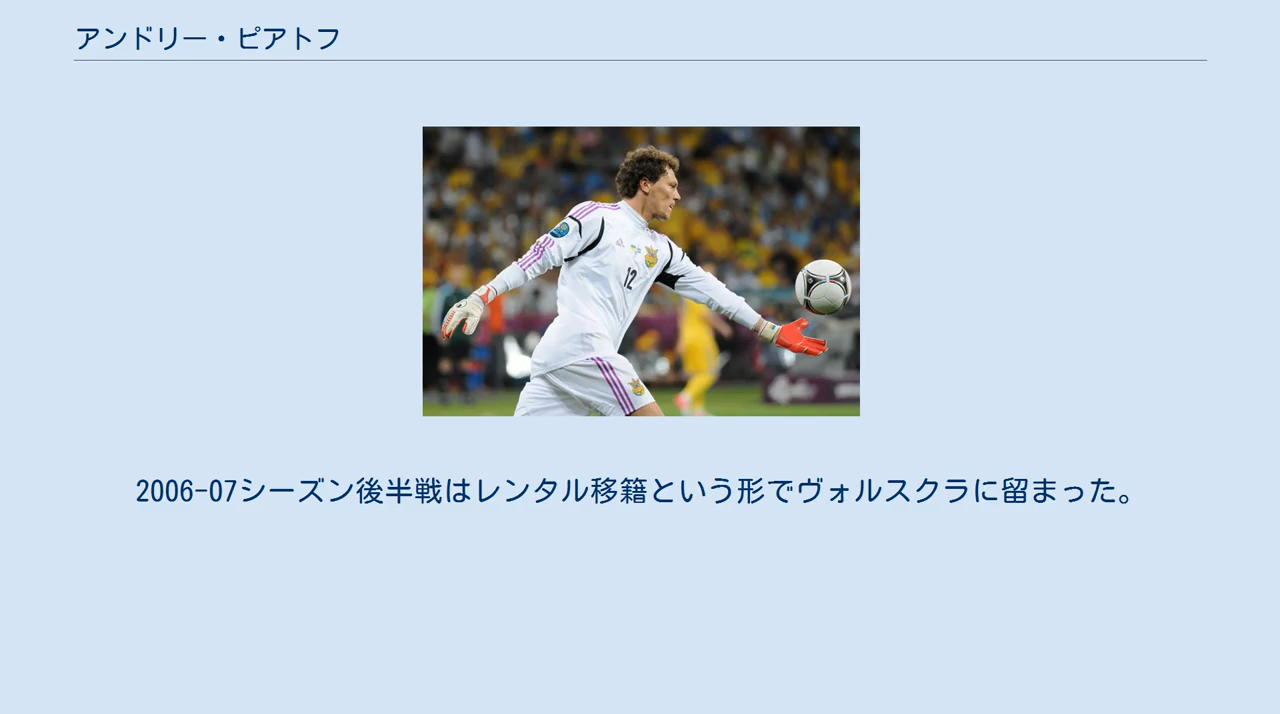 アンドリー・ピアトフ
12
2006-07シーズン後半戦はレンタル移籍という形でヴォルスクラに留まった。